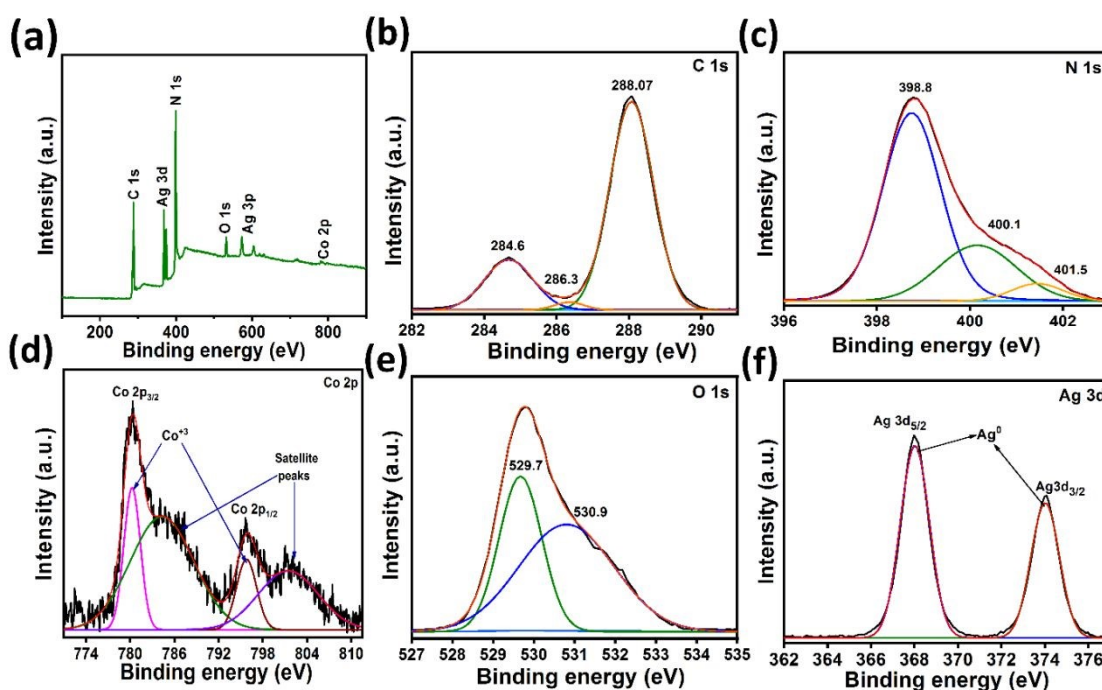 (a)
C 1s
Ag 3d
N 1s
O 1s
Ag 3p
Co 2p
Intensity (a.u.)
200 400 600 800
Binding energy (eV)
(b)
C 1s
288.07
284.6
286.3
Intensity (a.u.)
282 284 286 288 290
Binding energy (eV)
(c)
N 1s
398.8
400.1
401.5
Intensity (a.u.)
396 398 400 402
Binding energy (eV)
(d)
Co 2p
Co 2p3/2
Co+3
Satellite
peaks
Co 2p1/2
Intensity (a.u.)
774 780 786 792 798 804 810
Binding energy (eV)
(e)
O 1s
529.7
530.9
Intensity (a.u.)
527 528 529 530 531 532 533 534 535
Binding energy (eV)
(f)
Ag 3d
Ag 3d5/2
Ag0
Ag3d3/2
Intensity (a.u.)
362 364 366 368 370 372 374 376
Binding energy (eV)